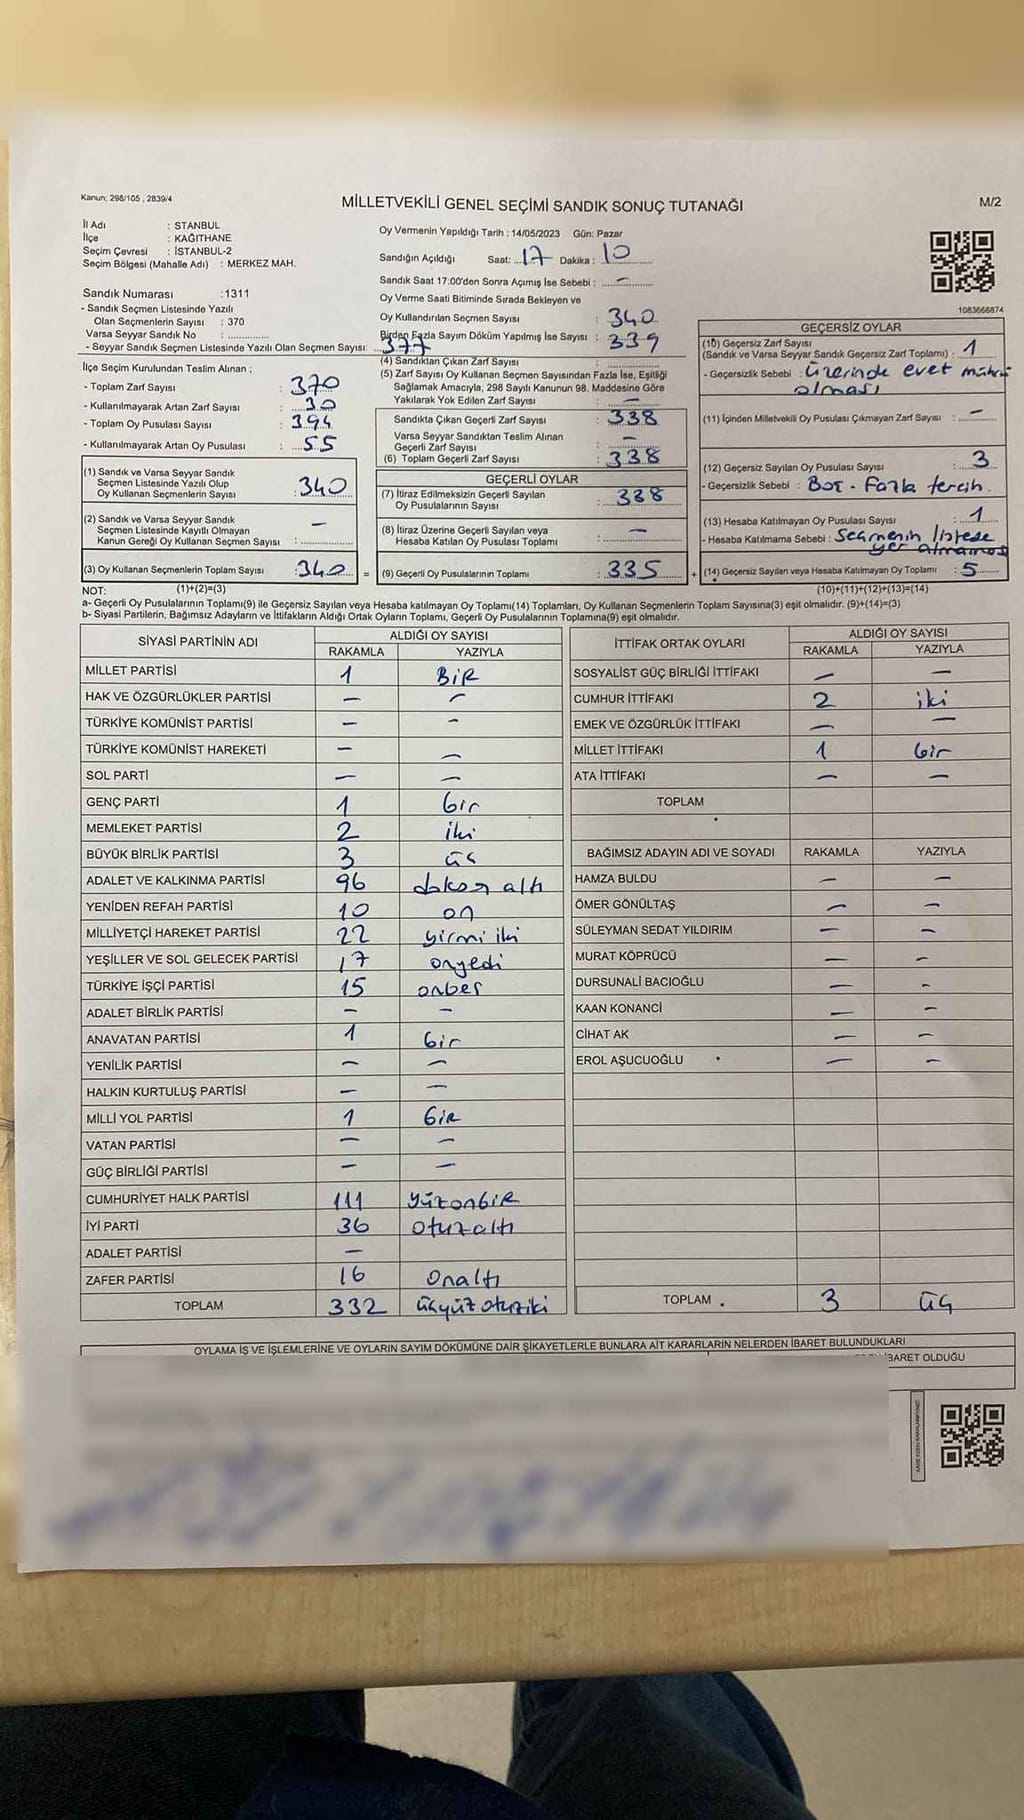 Kanun; 298/105 , 2839/4
MİLLETVEKİLİ GENEL SEÇİMİ SANDIK SONUÇ TUTANAĞI
M/2
İl Adı : STANBUL
İlçe : KAĞITHANE
Seçim Çevresi : İSTANBUL-2
Seçim Bölgesi (Mahalle Adı) : MERKEZ MAH.
Sandık Numarası :1311
- Sandık Seçmen Listesinde Yazılı
Olan Seçmenlerin Sayısı : 370
Varsa Seyyar Sandık No :
- Seyyar Sandık Seçmen Listesinde Yazılı Olan Seçmen Sayısı: 377
Oy Vermenin Yapıldığı Tarih : 14/05/2023 Gün: Pazar
Sandığın Açıldığı Saat: 17 Dakika : 10
Sandık Saat 17:00'den Sonra Açımış İse Sebebi : —
Oy Verme Saati Bitiminde Sırada Bekleyen ve
Oy Kullandırılan Seçmen Sayısı : 340
Birden Fazla Sayım Döküm Yapılmış İse Sayısı : 339
1083666874
İlçe Seçim Kurulundan Teslim Alınan ;
- Toplam Zarf Sayısı : 370
- Kullanılmayarak Artan Zarf Sayısı : 30
- Toplam Oy Pusulası Sayısı : 394
- Kullanılmayarak Artan Oy Pusulası : 55
(1) Sandık ve Varsa Seyyar Sandık
Seçmen Listesinde Yazılı Olup
Oy Kullanan Seçmenlerin Sayısı : 340
(2) Sandık ve Varsa Seyyar Sandık
Seçmen Listesinde Kayıtlı Olmayan
Kanun Gereği Oy Kullanan Seçmen Sayısı : —
(3) Oy Kullanan Seçmenlerin Toplam Sayısı :340 =
(4) Sandıktan Çıkan Zarf Sayısı :
(5) Zarf Sayısı Oy Kullanan Seçmen Sayısından Fazla İse, Eşitliği
Sağlamak Amacıyla, 298 Sayılı Kanunun 98. Maddesine Göre
Yakılarak Yok Edilen Zarf Sayısı : —
Sandıkta Çıkan Geçerli Zarf Sayısı : 338
Varsa Seyyar Sandıktan Teslim Alınan
Geçerli Zarf Sayısı : —
(6) Toplam Geçerli Zarf Sayısı : 338
GEÇERLİ OYLAR
(7) İtiraz Edilmeksizin Geçerli Sayılan
Oy Pusulalarının Sayısı : 338
(8) İtiraz Üzerine Geçerli Sayılan veya
Hesaba Katılan Oy Pusulası Toplamı : —
(9) Geçerli Oy Pusulalarının Toplamı : 335 +
GEÇERSİZ OYLAR
(10) Geçersiz Zarf Sayısı
(Sandık ve Varsa Seyyar Sandık Geçersiz Zarf Toplamı) : 1
- Geçersizlik Sebebi : Üzerinde evet mührü
olması
(11) İçinden Milletvekili Oy Pusulası Çıkmayan Zarf Sayısı : —
(12) Geçersiz Sayılan Oy Pusulası Sayısı : 3
- Geçersizlik Sebebi : Boş - Fazla tercih.
(13) Hesaba Katılmayan Oy Pusulası Sayısı : 1
- Hesaba Katılmama Sebebi : Seçmenin listede
yer almaması
(14) Geçersiz Sayılan veya Hesaba Katılmayan Oy Toplamı : 5
NOT: (1)+(2)=(3) (10)+(11)+(12)+(13)=(14)
a- Geçerli Oy Pusulalarının Toplamı(9) ile Geçersiz Sayılan veya Hesaba katılmayan Oy Toplamı(14) Toplamları, Oy Kullanan Seçmenlerin Toplam Sayısına(3) eşit olmalıdır. (9)+(14)=(3)
b- Siyasi Partilerin, Bağımsız Adayların ve İttifakların Aldığı Ortak Oyların Toplamı, Geçerli Oy Pusulalarının Toplamına(9) eşit olmalıdır.
SİYASİ PARTİNİN ADI ALDIĞI OY SAYISI
RAKAMLA YAZIYLA
MİLLET PARTİSİ 1 BİR
HAK VE ÖZGÜRLÜKLER PARTİSİ — —
TÜRKİYE KOMÜNİST PARTİSİ — —
TÜRKİYE KOMÜNİST HAREKETİ — —
SOL PARTİ — —
GENÇ PARTİ 1 bir
MEMLEKET PARTİSİ 2 iki
BÜYÜK BİRLİK PARTİSİ 3 üç
ADALET VE KALKINMA PARTİSİ 96 doksan altı
YENİDEN REFAH PARTİSİ 10 on
MİLLİYETÇİ HAREKET PARTİSİ 22 yirmi iki
YEŞİLLER VE SOL GELECEK PARTİSİ 17 onyedi
TÜRKİYE İŞÇİ PARTİSİ 15 onbeş
ADALET BİRLİK PARTİSİ — —
ANAVATAN PARTİSİ 1 bir
YENİLİK PARTİSİ — —
HALKIN KURTULUŞ PARTİSİ — —
MİLLİ YOL PARTİSİ 1 BİR
VATAN PARTİSİ — —
GÜÇ BİRLİĞİ PARTİSİ — —
CUMHURİYET HALK PARTİSİ 111 yüzonbİR
İYİ PARTİ 36 otuzaltı
ADALET PARTİSİ —
ZAFER PARTİSİ 16 Onaltı
TOPLAM 332 üçyüz otuziki
İTTİFAK ORTAK OYLARI ALDIĞI OY SAYISI
RAKAMLA YAZIYLA
SOSYALİST GÜÇ BİRLİĞİ İTTİFAKI — —
CUMHUR İTTİFAKI 2 iki
EMEK VE ÖZGÜRLÜK İTTİFAKI — —
MİLLET İTTİFAKI 1 bir
ATA İTTİFAKI — —
TOPLAM
BAĞIMSIZ ADAYIN ADI VE SOYADI RAKAMLA YAZIYLA
HAMZA BULDU — —
ÖMER GÖNÜLTAŞ — —
SÜLEYMAN SEDAT YILDIRIM — —
MURAT KÖPRÜCÜ — —
DURSUNALİ BACIOĞLU — —
KAAN KONANCİ — —
CİHAT AK — —
EROL AŞUCUOĞLU — —
TOPLAM 3 üç
OYLAMA İŞ VE İŞLEMLERİNE VE OYLARIN SAYIM DÖKÜMÜNE DAİR ŞİKAYETLERLE BUNLARA AİT KARARLARIN NELERDEN İBARET BULUNDUKLARI
OLDUĞU